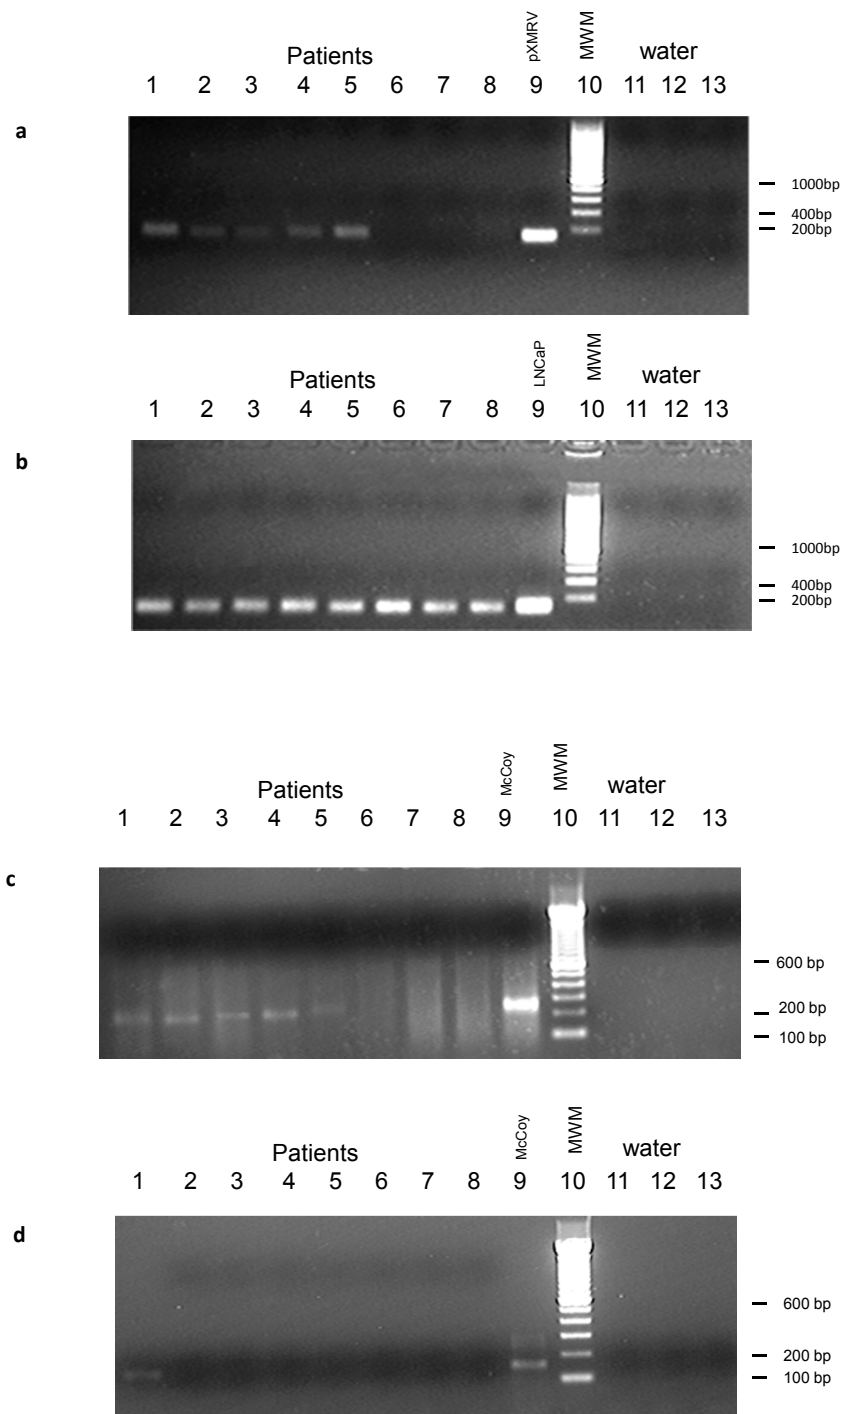 Patients pXMRV MWM water
1 2 3 4 5 6 7 8 9 10 11 12 13
a
1000bp
400bp
200bp
Patients LNCaP MWM water
1 2 3 4 5 6 7 8 9 10 11 12 13
b
1000bp
400bp
200bp
Patients McCoy MWM water
1 2 3 4 5 6 7 8 9 10 11 12 13
c
600 bp
200 bp
100 bp
Patients McCoy MWM water
1 2 3 4 5 6 7 8 9 10 11 12 13
d
600 bp
200 bp
100 bp